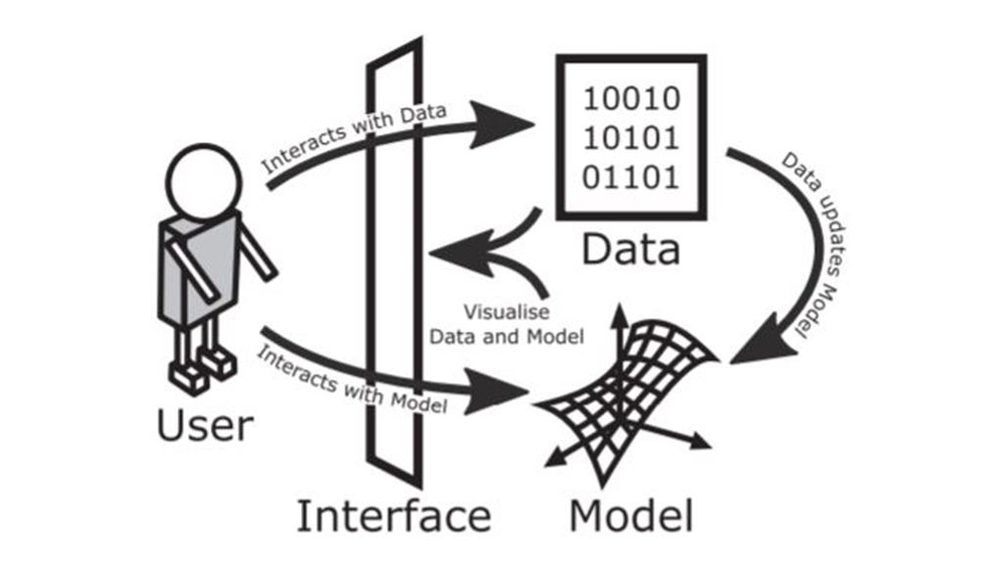 Interacts with Data
10010
10101
01101
Data
Data updates Model
Visualise
Data and Model
Interacts with Model
User
Interface
Model